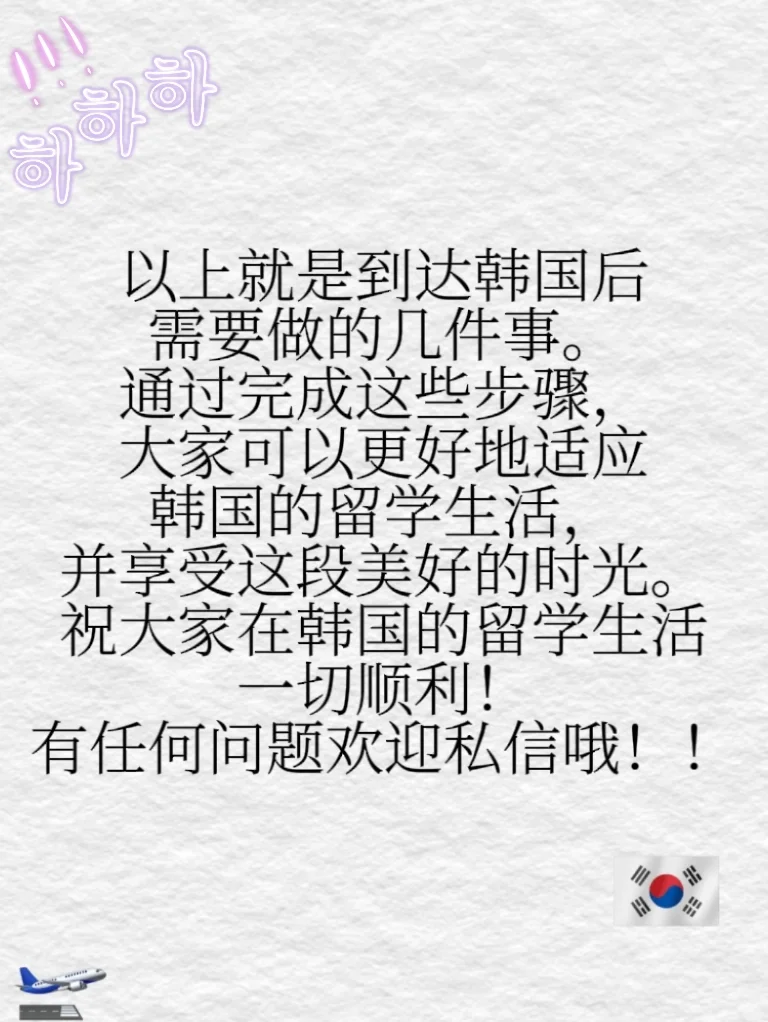 하하하!!!
以上就是到达韩国后
需要做的几件事。
通过完成这些步骤，
大家可以更好地适应
韩国的留学生活，
并享受这段美好的时光。
祝大家在韩国的留学生活
一切顺利！
有任何问题欢迎私信哦！！